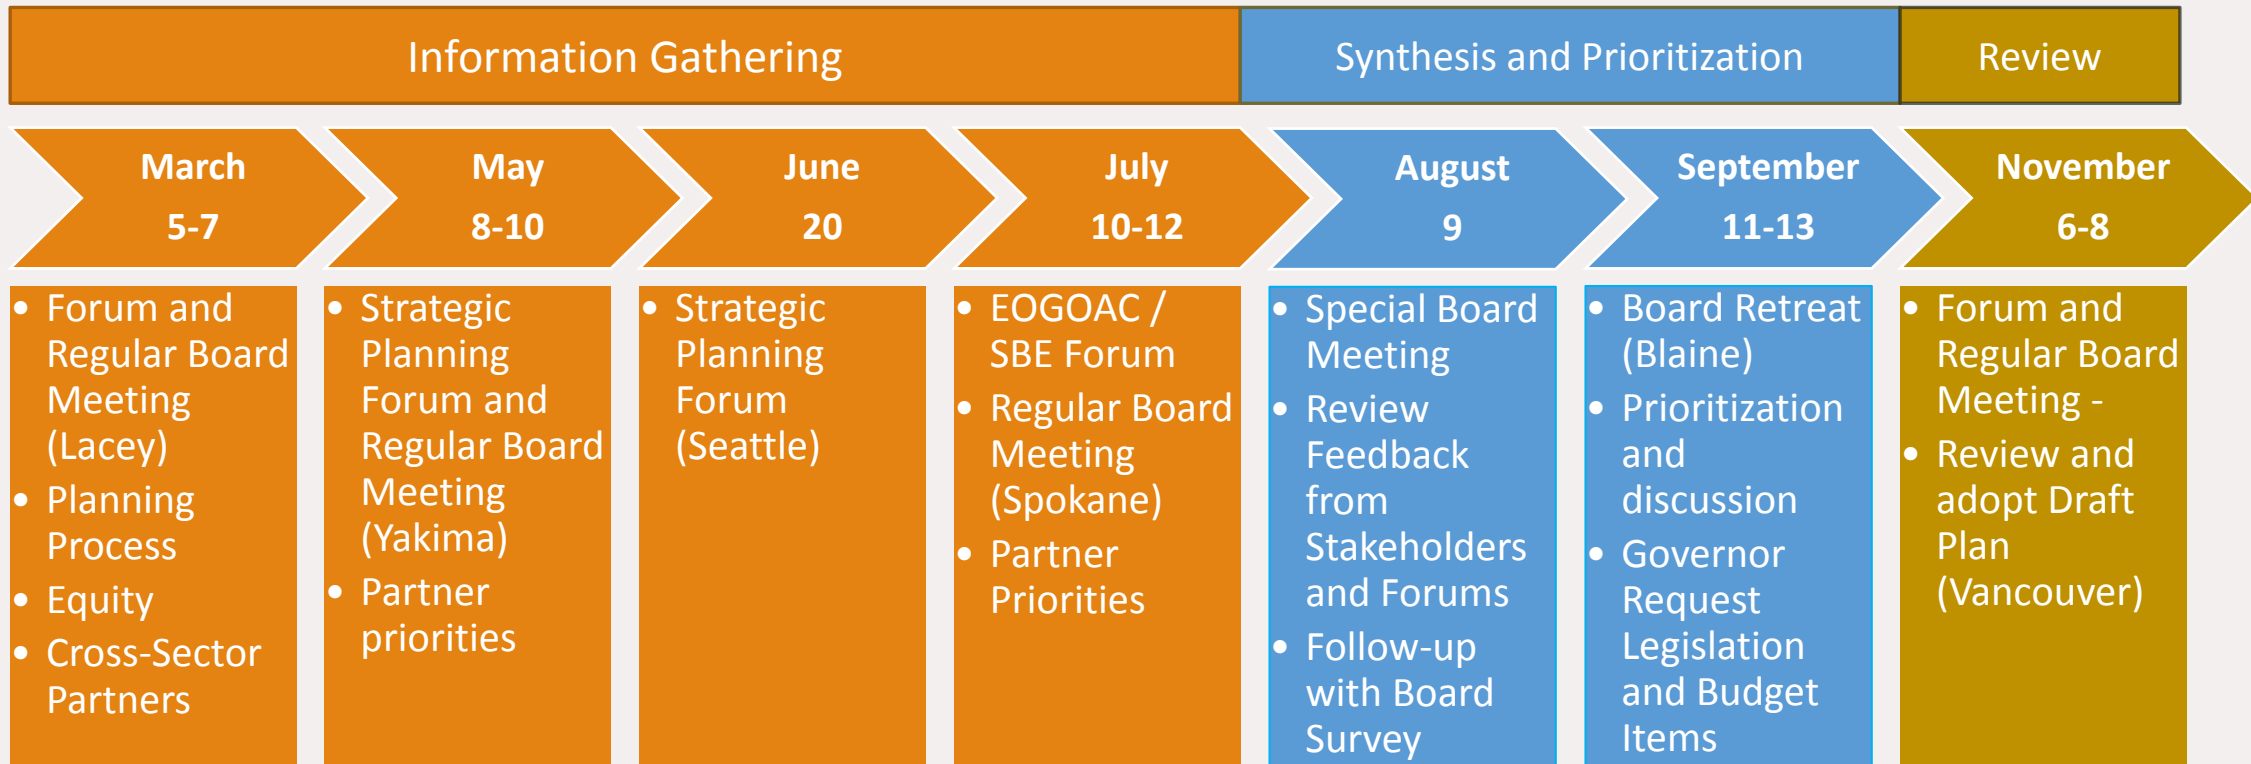 Information Gathering
Synthesis and Prioritization
Review
March
5-7
May
8-10
June
20
July
10-12
August
9
September
11-13
November
6-8
• Forum and
Regular Board
Meeting
(Lacey)
• Planning
Process
• Equity
• Cross-Sector
Partners
• Strategic
Planning
Forum and
Regular Board
Meeting
(Yakima)
• Partner
priorities
• Strategic
Planning
Forum
(Seattle)
• EOGOAC /
SBE Forum
• Regular Board
Meeting
(Spokane)
• Partner
Priorities
• Special Board
Meeting
• Review
Feedback
from
Stakeholders
and Forums
• Follow-up
with Board
Survey
• Board Retreat
(Blaine)
• Prioritization
and
discussion
• Governor
Request
Legislation
and Budget
Items
• Forum and
Regular Board
Meeting -
• Review and
adopt Draft
Plan
(Vancouver)